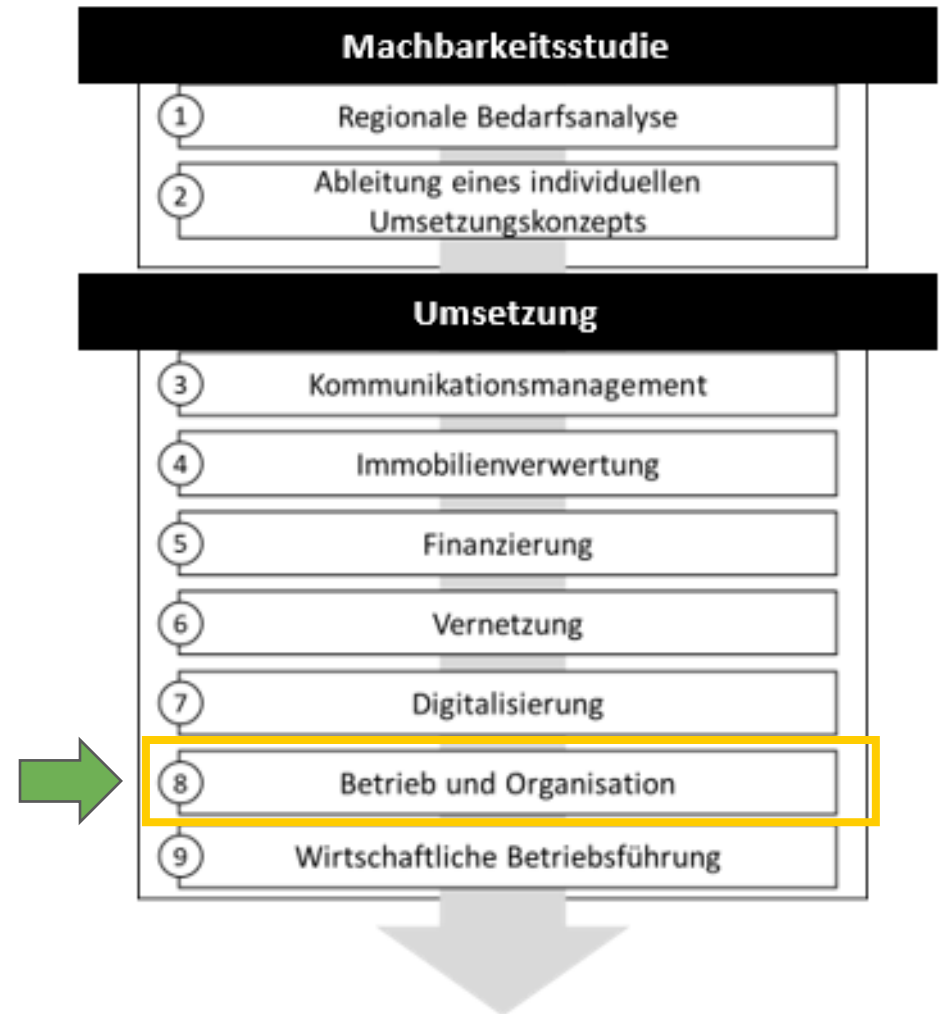 Machbarkeitsstudie
1 Regionale Bedarfsanalyse
2 Ableitung eines individuellen
Umsetzungskonzepts
Umsetzung
3 Kommunikationsmanagement
4 Immobilienverwertung
5 Finanzierung
6 Vernetzung
7 Digitalisierung
8 Betrieb und Organisation
9 Wirtschaftliche Betriebsführung